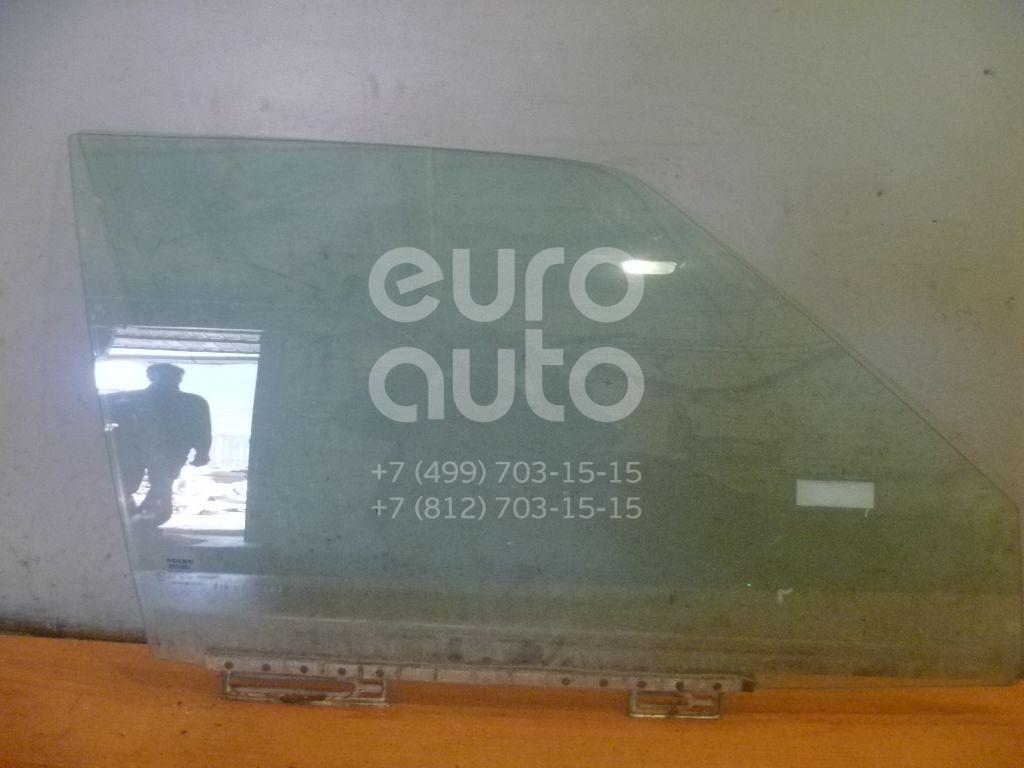 euro
auto
+7 (499) 703-15-15
+7 (812) 703-15-15
VOLVO